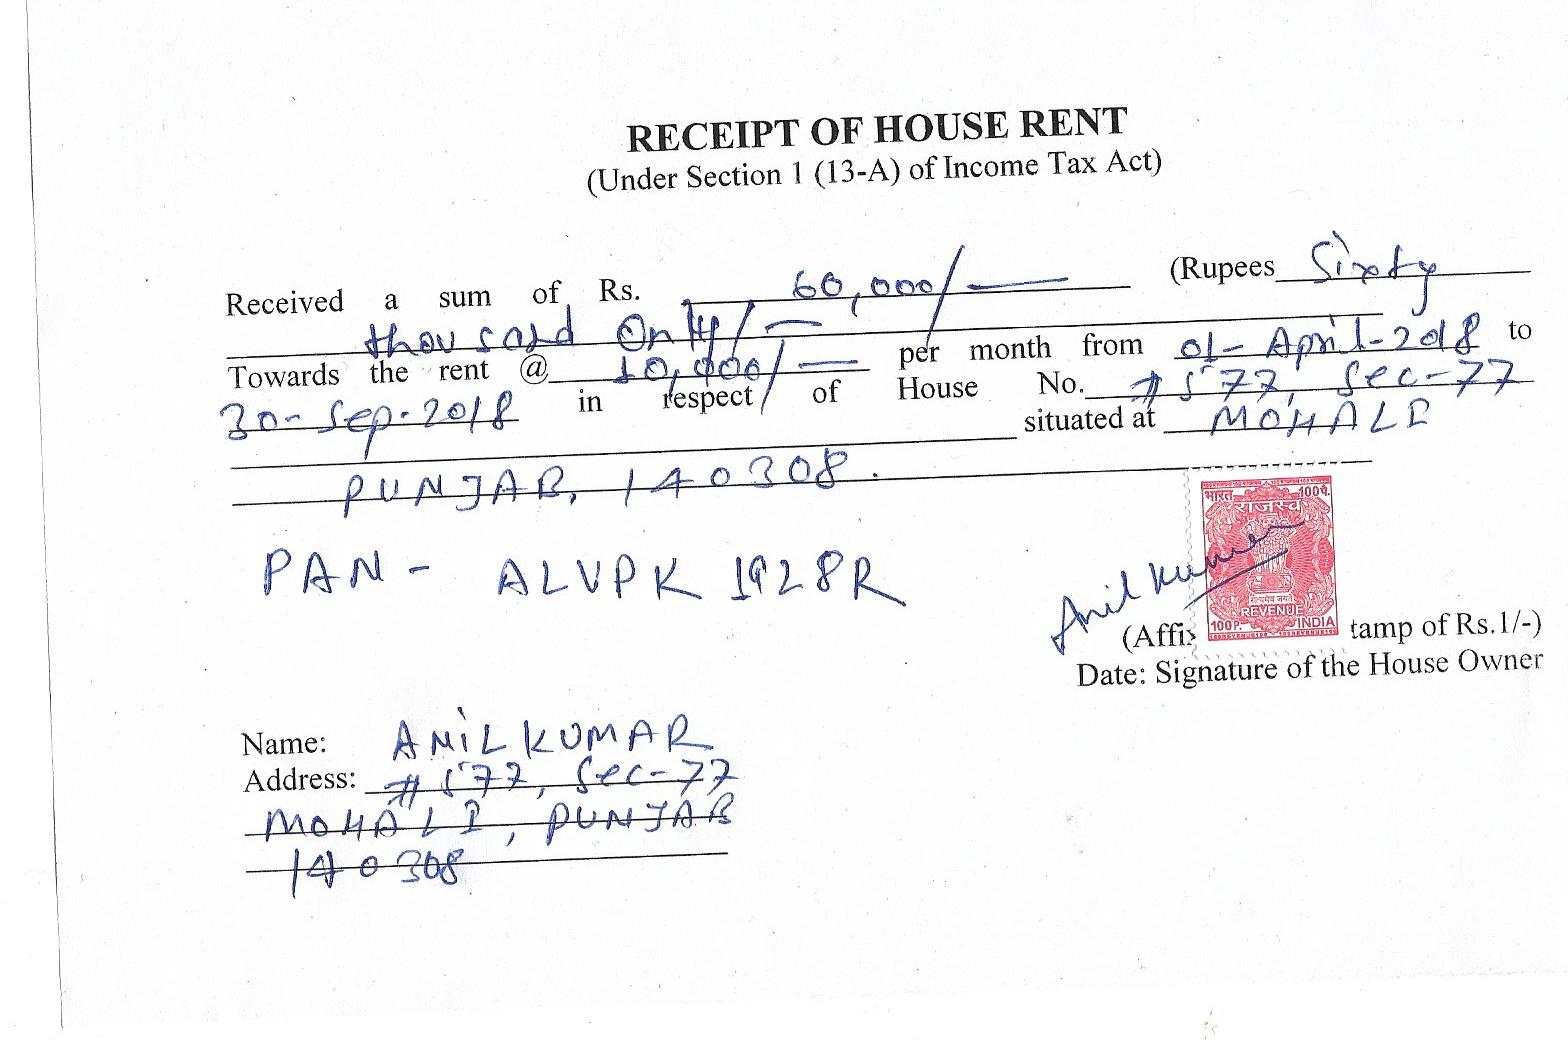 RECEIPT OF HOUSE RENT
(Under Section 1 (13-A) of Income Tax Act)
Received a sum of Rs. 60,000/- (Rupees Sixty
thousand Only/-
Towards the rent @ 10,000/- per month from 01-April-2018 to
30-Sep-2018 in respect of House No. #577, Sec-77
situated at MOHALI
PUNJAB, 140308.
PAN - ALVPK 1928R
भारत 100पै.
राजस्व
Anil Kumar
सत्यमेव जयते
REVENUE
100P. INDIA
(Affix tamp of Rs.1/-)
Date: Signature of the House Owner
Name: ANIL KUMAR
Address: #577, Sec-77
MOHALI, PUNJAB
140308